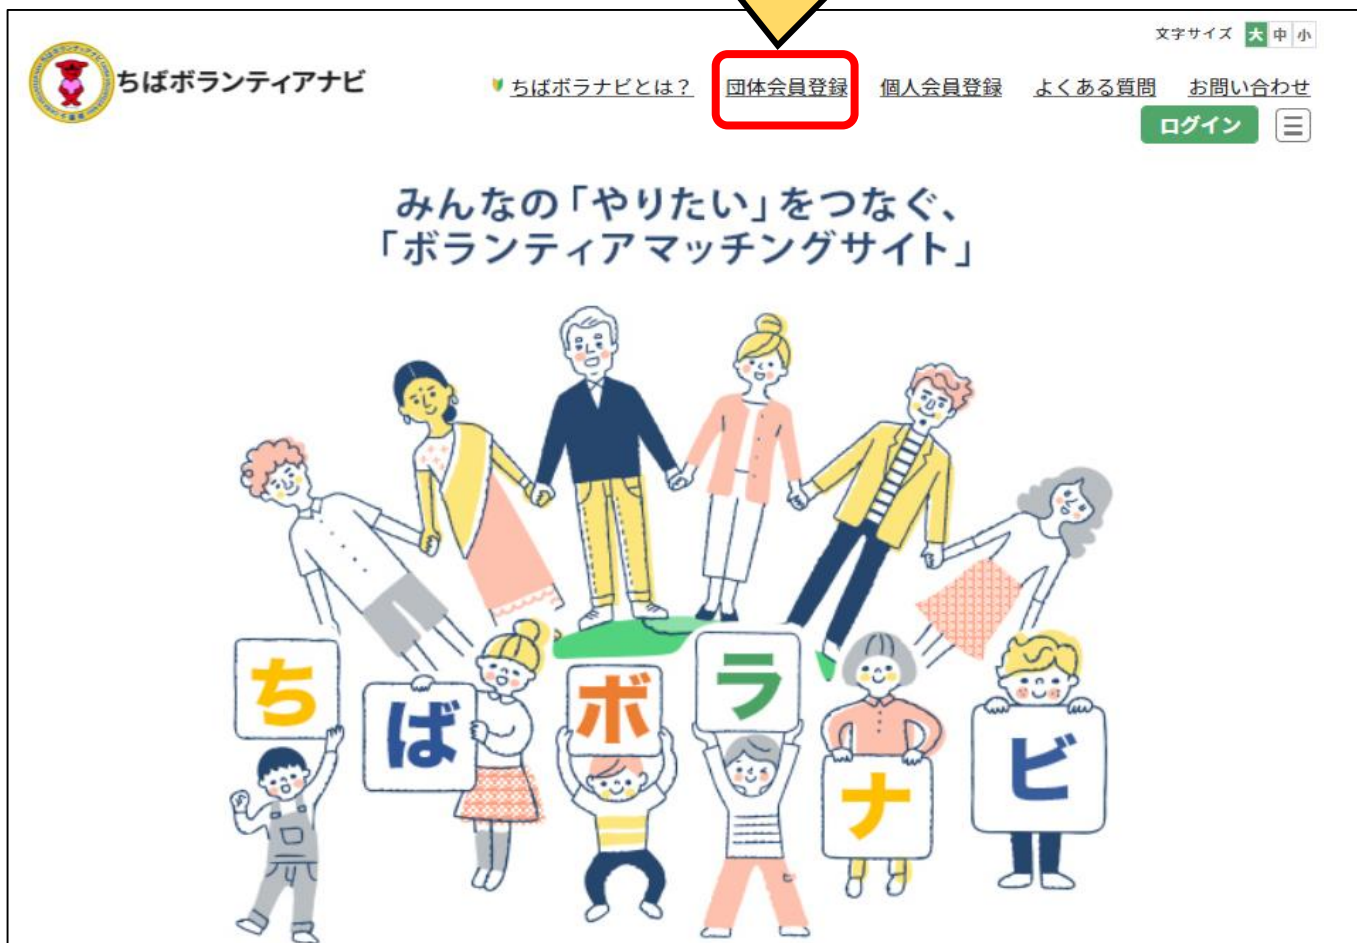 文字サイズ 大 中 小
ちばボランティアナビ
ちばボラナビとは？ 団体会員登録 個人会員登録 よくある質問 お問い合わせ
ログイン
みんなの「やりたい」をつなぐ、
「ボランティアマッチングサイト」
ちばボラナビ